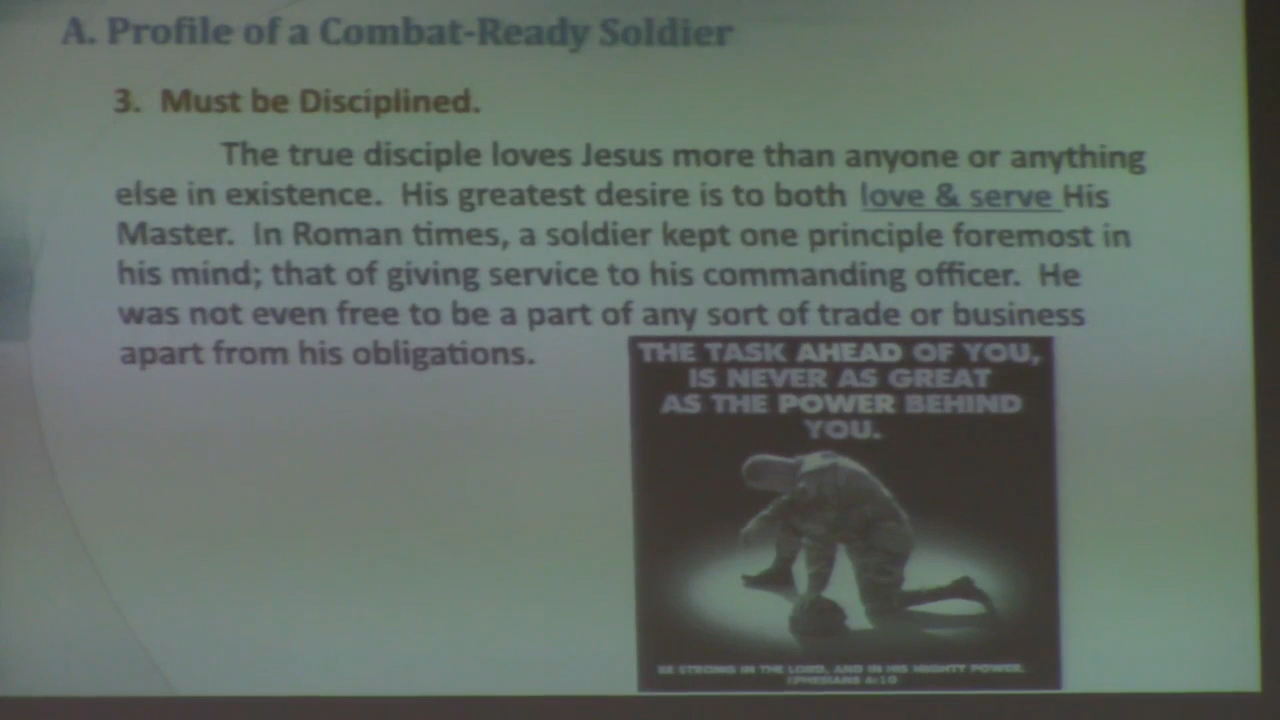 A. Profile of a Combat-Ready Soldier
3. Must be Disciplined.
The true disciple loves Jesus more than anyone or anything
else in existence. His greatest desire is to both love & serve His
Master. In Roman times, a soldier kept one principle foremost in
his mind; that of giving service to his commanding officer. He
was not even free to be a part of any sort of trade or business
apart from his obligations.
THE TASK AHEAD OF YOU,
IS NEVER AS GREAT
AS THE POWER BEHIND
YOU.
BE STRONG IN THE LORD, AND IN HIS MIGHTY POWER.
EPHESIANS 6:10